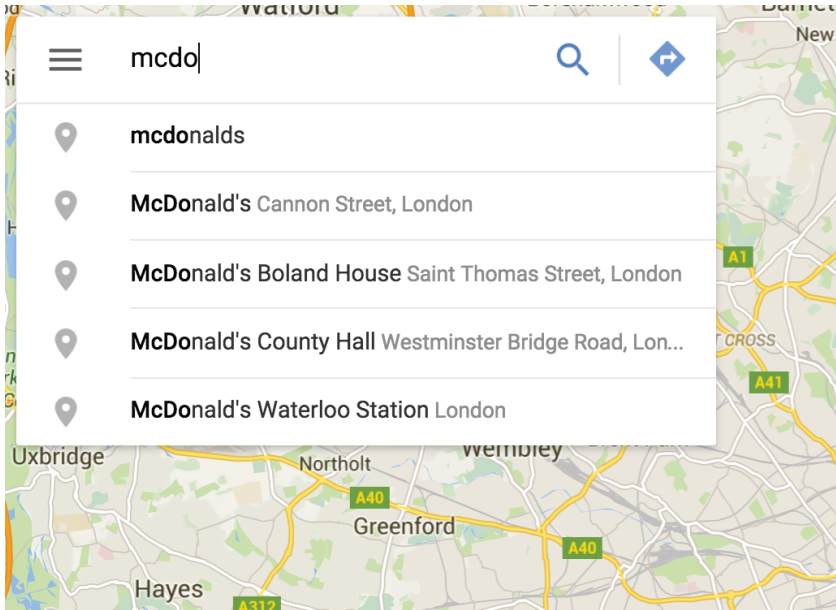 Watford
New
mcdo
mcdonalds
McDonald's Cannon Street, London
McDonald's Boland House Saint Thomas Street, London
A1
McDonald's County Hall Westminster Bridge Road, Lon...
CROSS
A41
McDonald's Waterloo Station London
Uxbridge
Northolt
Wembley
A40
Greenford
A40
Hayes
A312